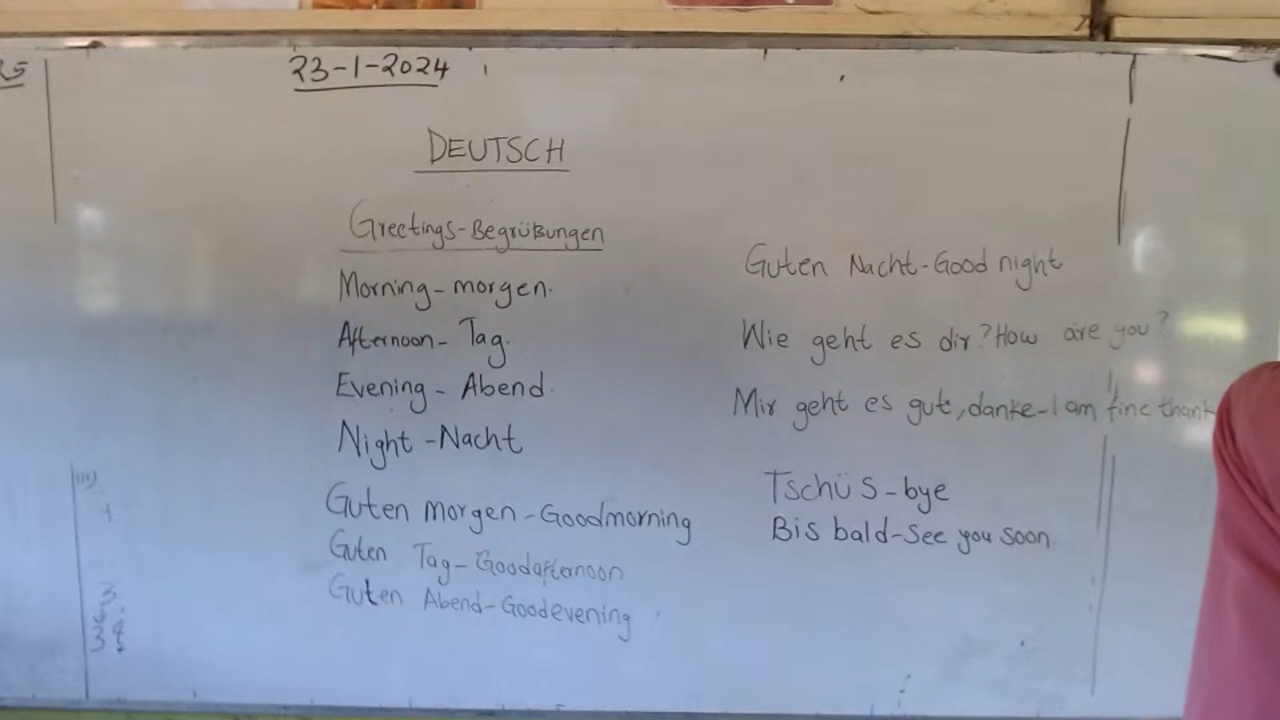 25
23-1-2024
DEUTSCH
Greetings-Begrüßungen
Morning-morgen.
Afternoon-Tag.
Evening-Abend.
Night-Nacht
Guten morgen-Goodmorning
Guten Tag-Goodafternoon
Guten Abend-Goodevening
Guten Nacht-Good night
Wie geht es dir?How are you?
Mir geht es gut,danke-I am fine thank
Tschüs-bye
Bis bald-See you soon